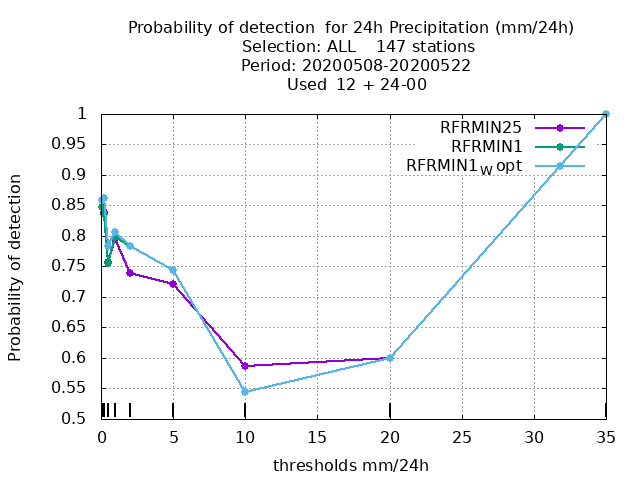 Probability of detection  for 24h Precipitation (mm/24h)
Selection: ALL    147 stations
Period: 20200508-20200522
Used  12 + 24-00
RFRMIN25
RFRMIN1
RFRMIN1W opt
Probability of detection
1
0.95
0.9
0.85
0.8
0.75
0.7
0.65
0.6
0.55
0.5
0 5 10 15 20 25 30 35
thresholds mm/24h